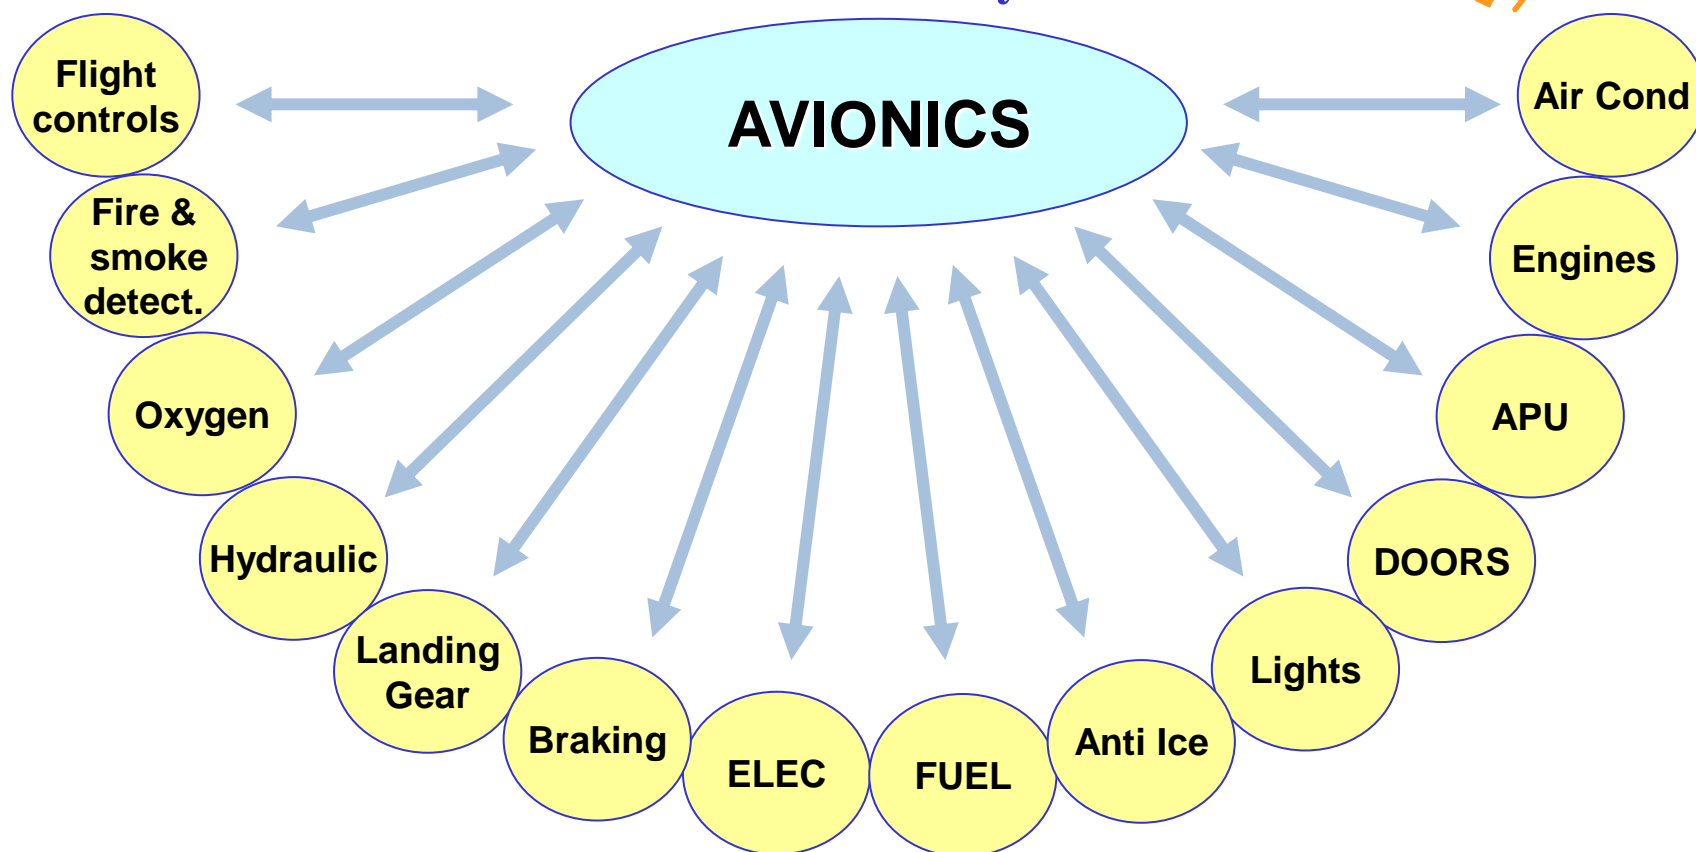 AVIONICS
Flight
controls
Fire &
smoke
detect.
Oxygen
Hydraulic
Landing
Gear
Braking
ELEC
FUEL
Anti Ice
Lights
DOORS
APU
Engines
Air Cond